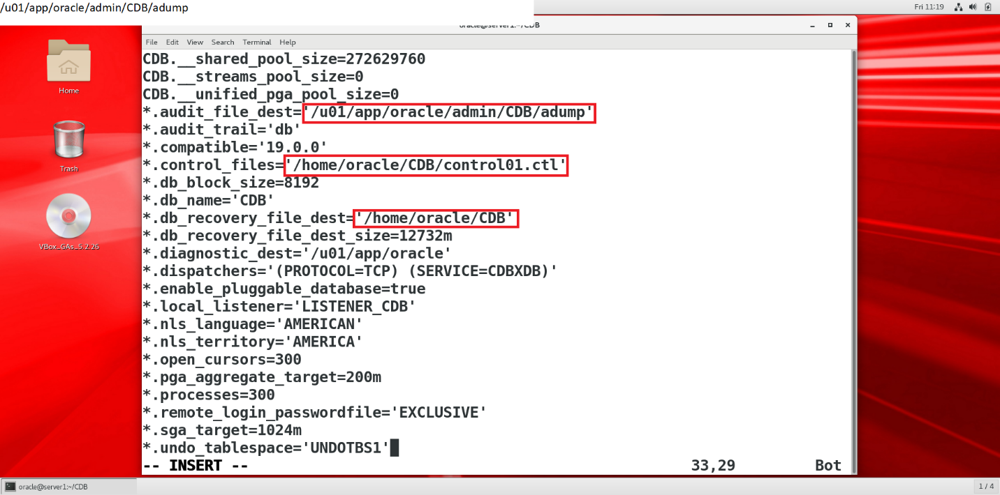 /u01/app/oracle/admin/CDB/adump
Fri 11:19
oracle@server1:~/CDB
File Edit View Search Terminal Help
CDB.__shared_pool_size=272629760
CDB.__streams_pool_size=0
CDB.__unified_pga_pool_size=0
*.audit_file_dest='/u01/app/oracle/admin/CDB/adump'
*.audit_trail='db'
*.compatible='19.0.0'
*.control_files='/home/oracle/CDB/control01.ctl'
*.db_block_size=8192
*.db_name='CDB'
*.db_recovery_file_dest='/home/oracle/CDB'
*.db_recovery_file_dest_size=12732m
*.diagnostic_dest='/u01/app/oracle'
*.dispatchers='(PROTOCOL=TCP) (SERVICE=CDBXDB)'
*.enable_pluggable_database=true
*.local_listener='LISTENER_CDB'
*.nls_language='AMERICAN'
*.nls_territory='AMERICA'
*.open_cursors=300
*.pga_aggregate_target=200m
*.processes=300
*.remote_login_passwordfile='EXCLUSIVE'
*.sga_target=1024m
*.undo_tablespace='UNDOTBS1'
-- INSERT -- 33,29 Bot
Home
Trash
VBox_GAs_5.2.26
oracle@server1:~/CDB
1 / 4